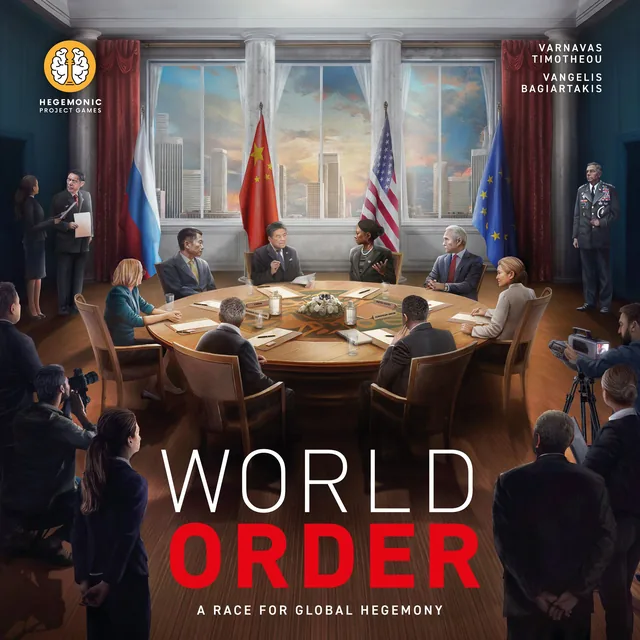 HEGEMONIC
PROJECT GAMES
VARNAVAS
TIMOTHEOU
VANGELIS
BAGIARTAKIS
WORLD
ORDER
A RACE FOR GLOBAL HEGEMONY